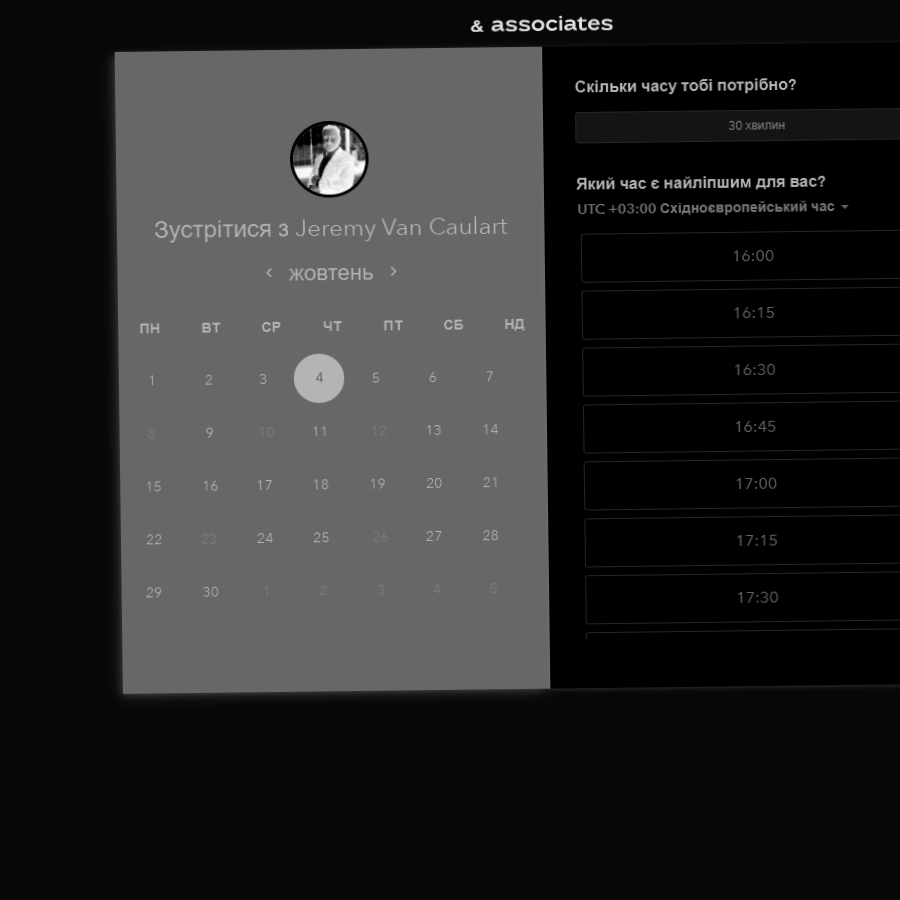 & associates
Зустрітися з Jeremy Van Caulart
жовтень
ПН ВТ СР ЧТ ПТ СБ НД
1 2 3 4 5 6 7
8 9 10 11 12 13 14
15 16 17 18 19 20 21
22 23 24 25 26 27 28
29 30 1 2 3 4 5
Скільки часу тобі потрібно?
30 хвилин
Який час є найліпшим для вас?
UTC +03:00 Східноєвропейський час
16:00
16:15
16:30
16:45
17:00
17:15
17:30